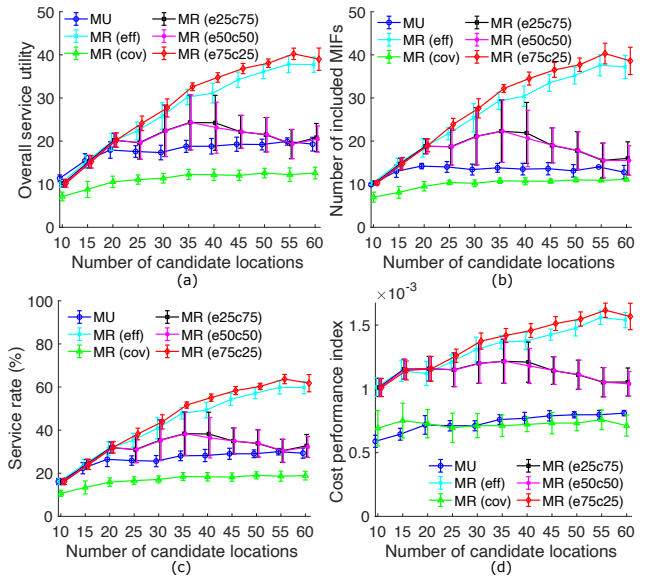 50
40
30
20
10
0
Overall service utility
MU
MR (eff)
MR (cov)
MR (e25c75)
MR (e50c50)
MR (e75c25)
10 15 20 25 30 35 40 45 50 55 60
Number of candidate locations
(a)
50
40
30
20
10
0
Number of included MIFs
MU
MR (eff)
MR (cov)
MR (e25c75)
MR (e50c50)
MR (e75c25)
10 15 20 25 30 35 40 45 50 55 60
Number of candidate locations
(b)
100
80
60
40
20
0
Service rate (%)
MU
MR (eff)
MR (cov)
MR (e25c75)
MR (e50c50)
MR (e75c25)
10 15 20 25 30 35 40 45 50 55 60
Number of candidate locations
(c)
×10⁻³
1.5
1
0.5
0
Cost performance index
MU
MR (eff)
MR (cov)
MR (e25c75)
MR (e50c50)
MR (e75c25)
10 15 20 25 30 35 40 45 50 55 60
Number of candidate locations
(d)